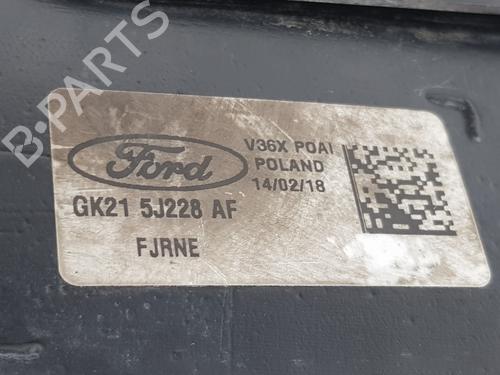 B-PARTS
Ford
V36X POAI
POLAND
14/02/18
GK21 5J228 AF
FJRNE